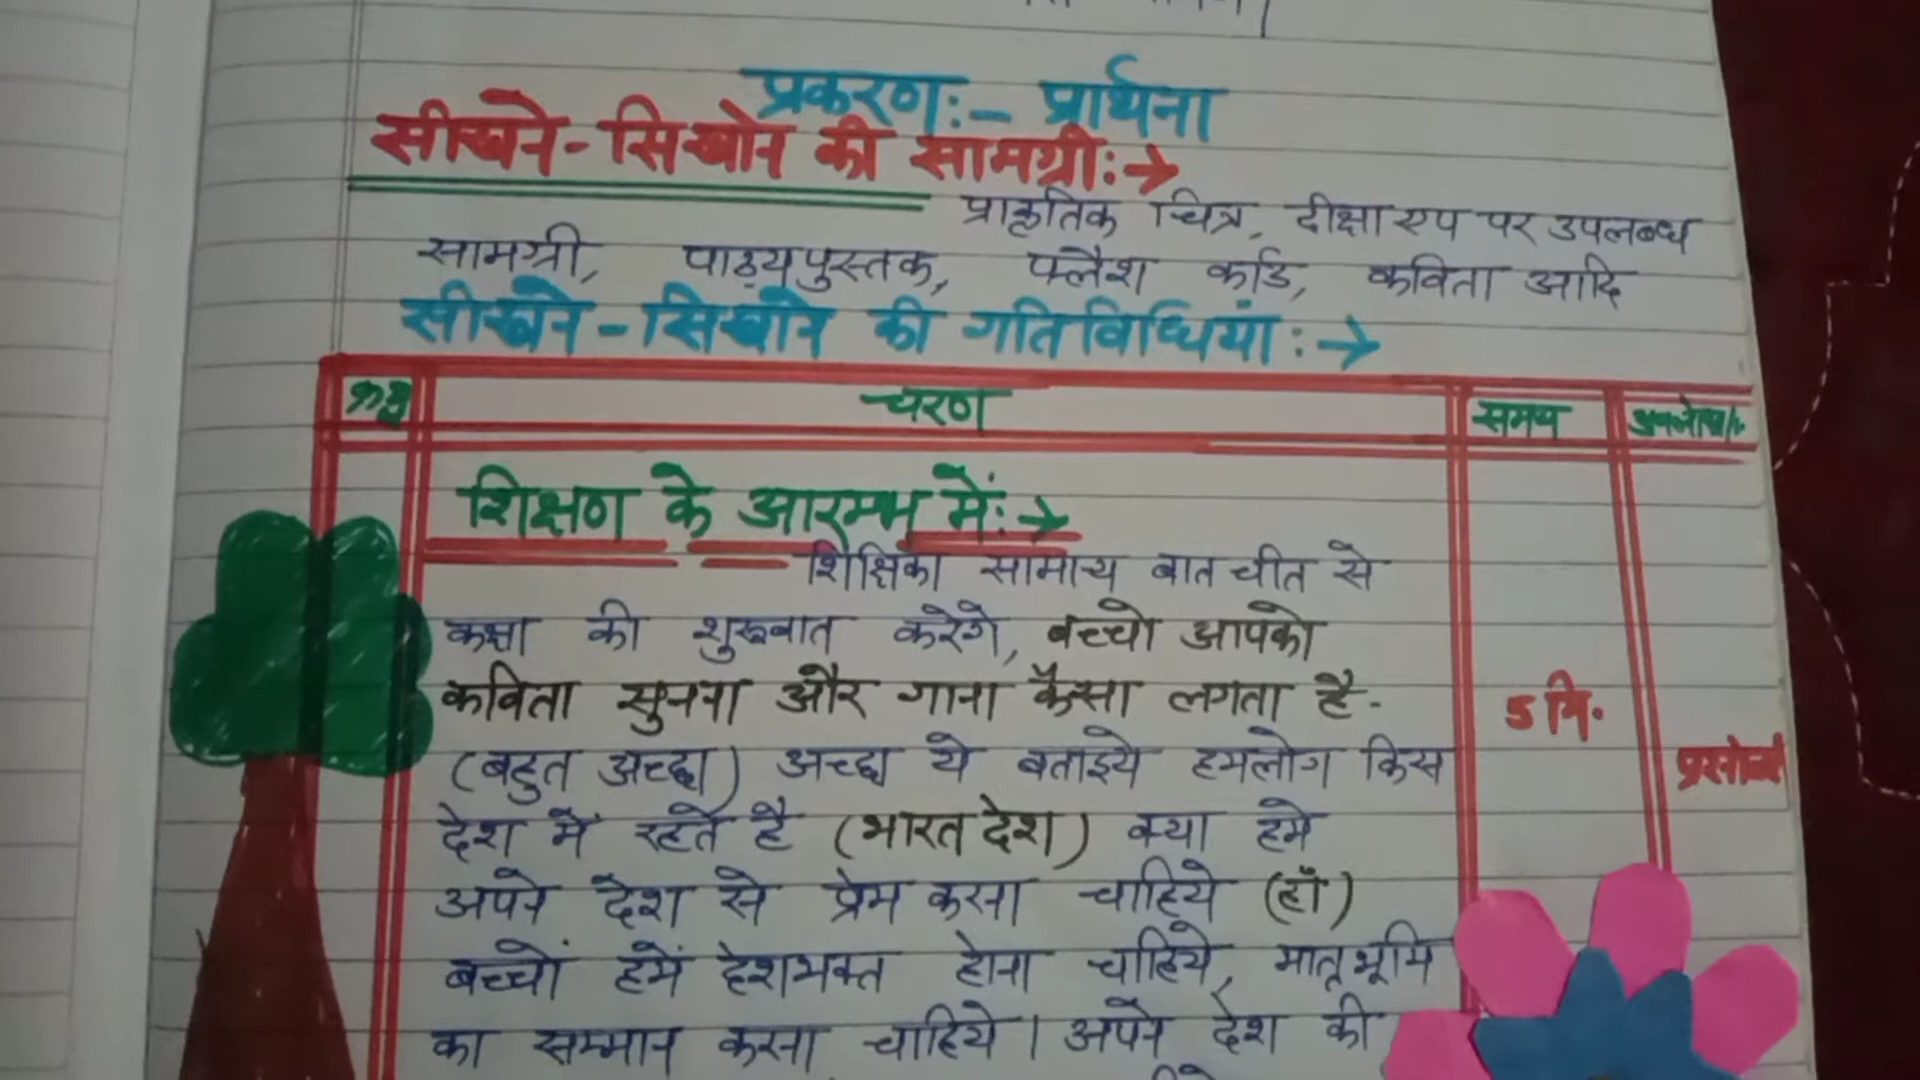 प्रकरण:- प्रार्थना
सीखने-सिखाने की सामग्री:→
प्राकृतिक चित्र, दीक्षा एप पर उपलब्ध
सामग्री, पाठ्यपुस्तक, फ्लैश कार्ड, कविता आदि
सीखने-सिखाने की गतिविधियां:→
चरण
समय
शिक्षण के आरम्भ में:→
शिक्षिका सामान्य बात चीत से
कक्षा की शुरूवात करेगे, बच्चो आपको
कविता सुनना और गाना कैसा लगता है-
(बहुत अच्छा) अच्छा ये बताइये हमलोग किस
देश में रहते है (भारत देश) क्या हमे
अपने देश से प्रेम करना चाहिये (हाँ)
बच्चों हमें देशभक्त होना चाहिये, मातृभूमि
का सम्मान करना चाहिये। अपने देश की
5 मि.